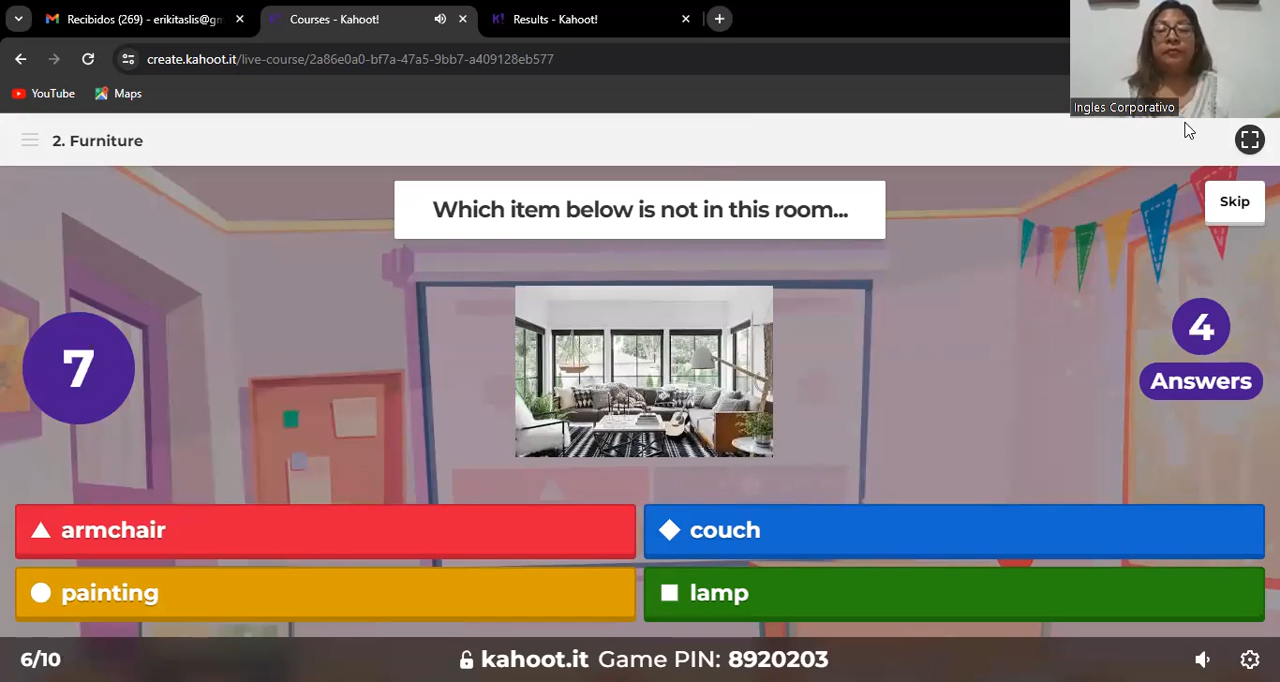 Recibidos (269) - erikitaslis@gm
Courses - Kahoot!
K! Results - Kahoot!
create.kahoot.it/live-course/2a86e0a0-bf7a-47a5-9bb7-a409128eb577
YouTube
Maps
Ingles Corporativo
2. Furniture
Which item below is not in this room...
Skip
7
4
Answers
armchair
couch
painting
lamp
6/10
kahoot.it Game PIN: 8920203